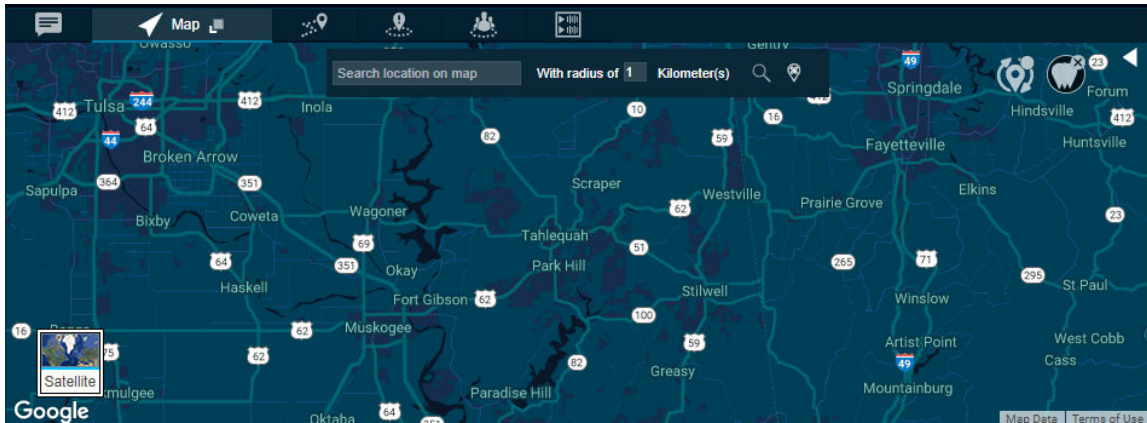 Map
Owasso
Gentry
Search location on map
With radius of 1 Kilometer(s)
49
23
Springdale
Forum
Tulsa
244
412
412
Inola
412
10
16
Hindsville
412
64
44
82
59
Fayetteville
Huntsville
Broken Arrow
Sapulpa
364
351
Scraper
Westville
Elkins
Bixby
Coweta
Wagoner
62
Prairie Grove
23
69
Tahlequah
51
64
351
Okay
Park Hill
265
71
295
Haskell
Fort Gibson
62
Stilwell
St Paul
Winslow
16
62
Muskogee
100
Artist Point
West Cobb
75
62
82
59
49
Cass
Satellite
Greasy
Mountainburg
Paradise Hill
Google
Oktaha
64
351
Map Data
Terms of Use